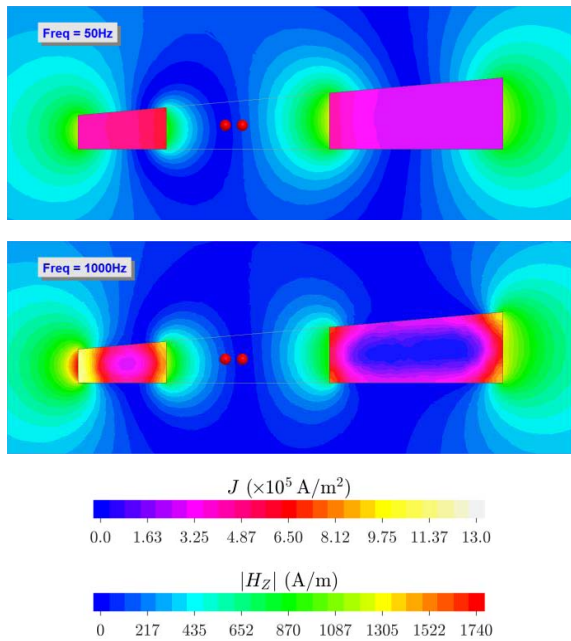 Freq = 50Hz
Freq = 1000Hz
J (×10⁵ A/m²)
0.0 1.63 3.25 4.87 6.50 8.12 9.75 11.37 13.0
|H_Z| (A/m)
0 217 435 652 870 1087 1305 1522 1740